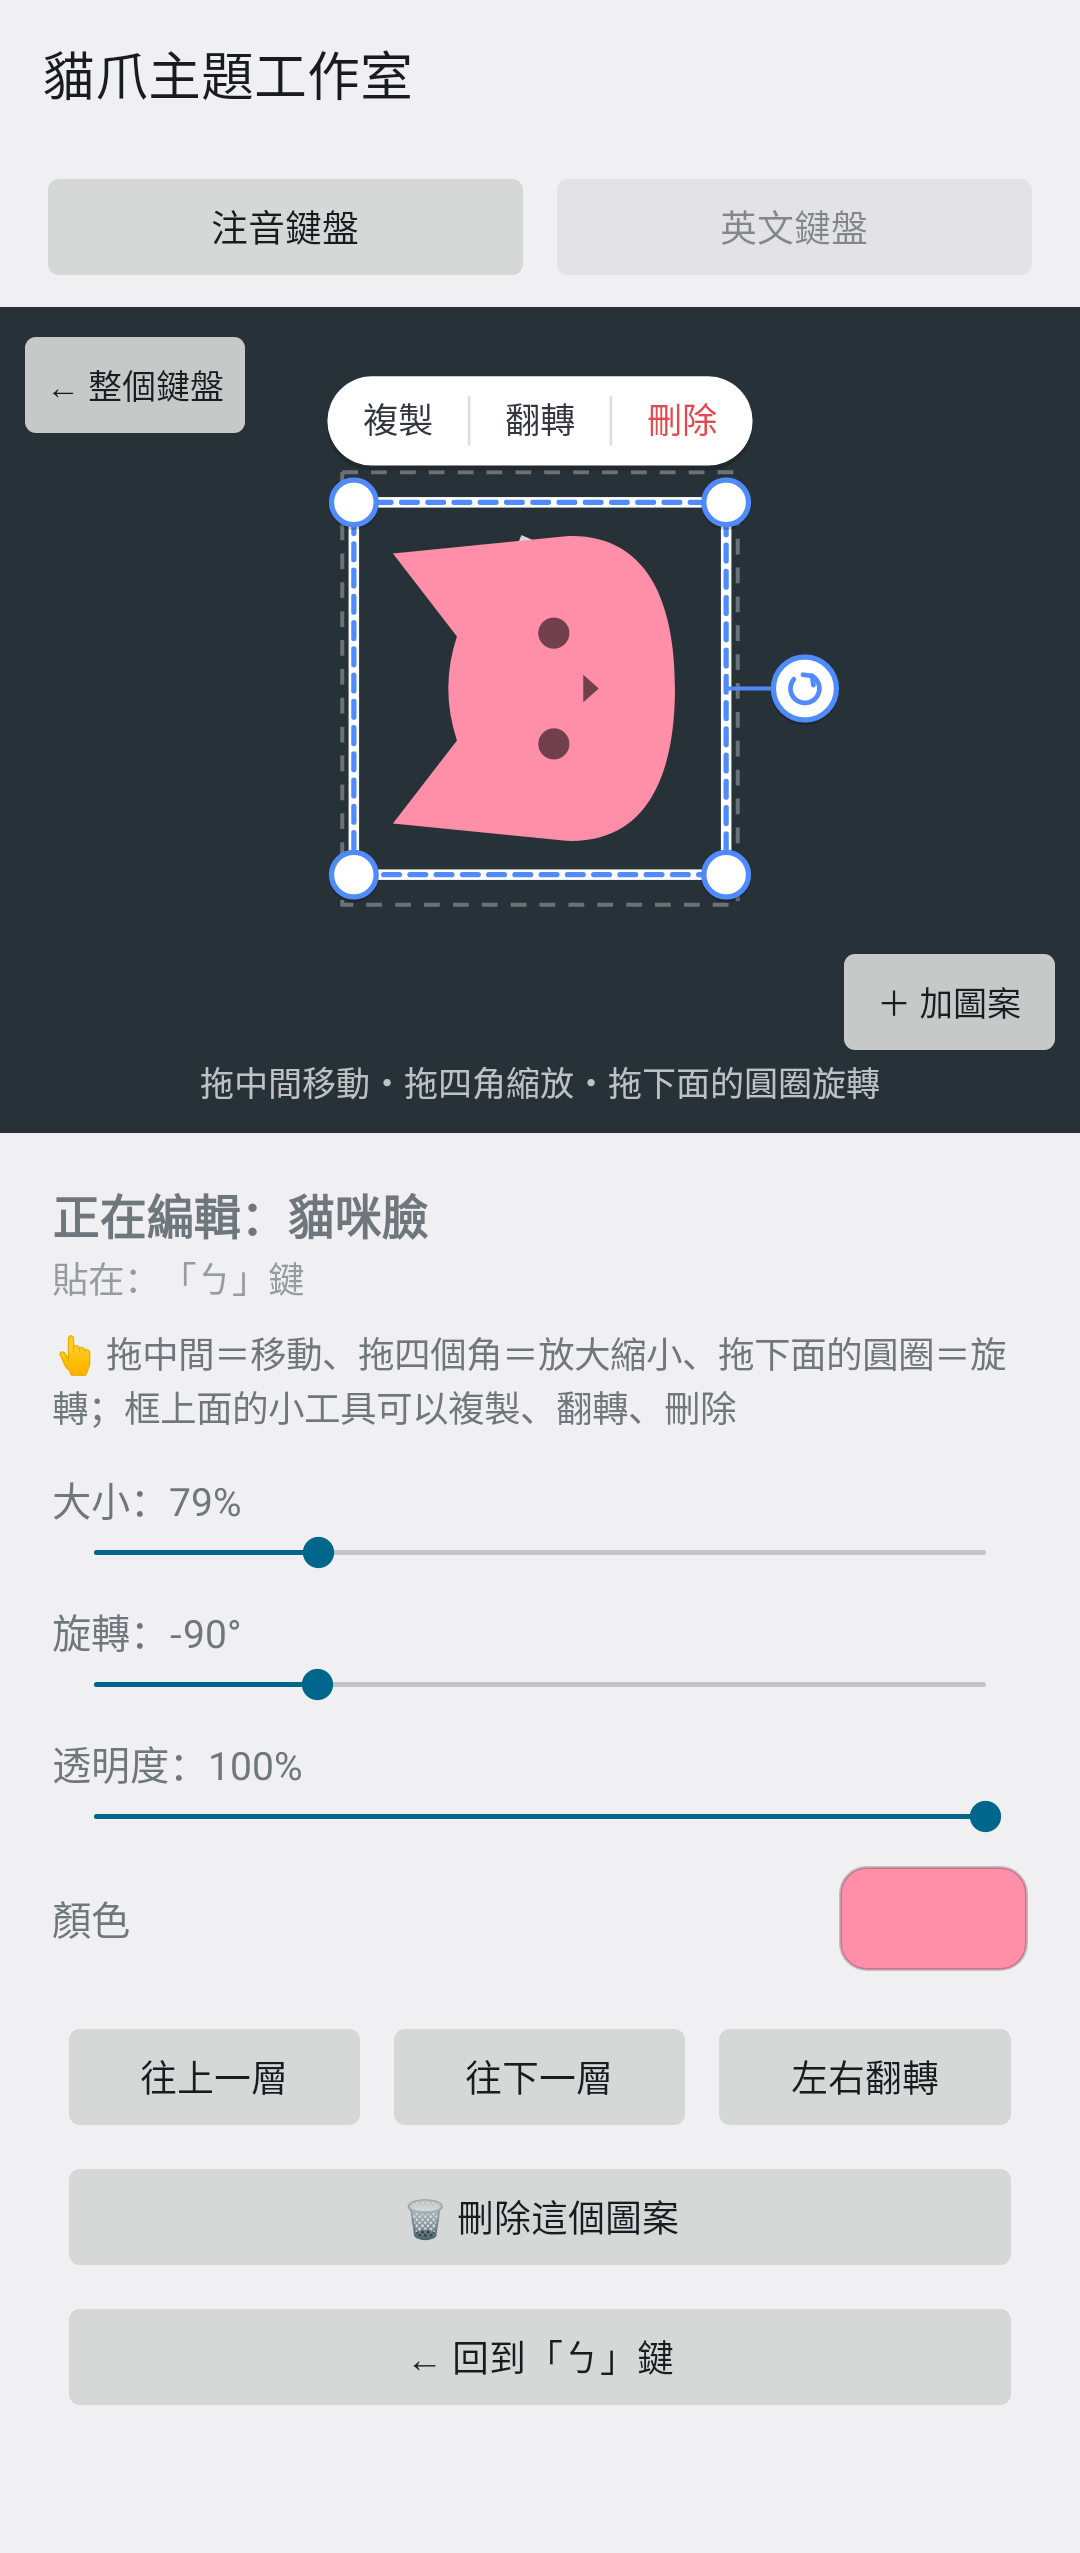 貓爪主題工作室
注音鍵盤
英文鍵盤
← 整個鍵盤
複製
翻轉
刪除
＋ 加圖案
拖中間移動・拖四角縮放・拖下面的圓圈旋轉
正在編輯：貓咪臉
貼在：「ㄅ」鍵
👆 拖中間＝移動、拖四個角＝放大縮小、拖下面的圓圈＝旋
轉；框上面的小工具可以複製、翻轉、刪除
大小：79%
旋轉：-90°
透明度：100%
顏色
往上一層
往下一層
左右翻轉
🗑️ 刪除這個圖案
← 回到「ㄅ」鍵